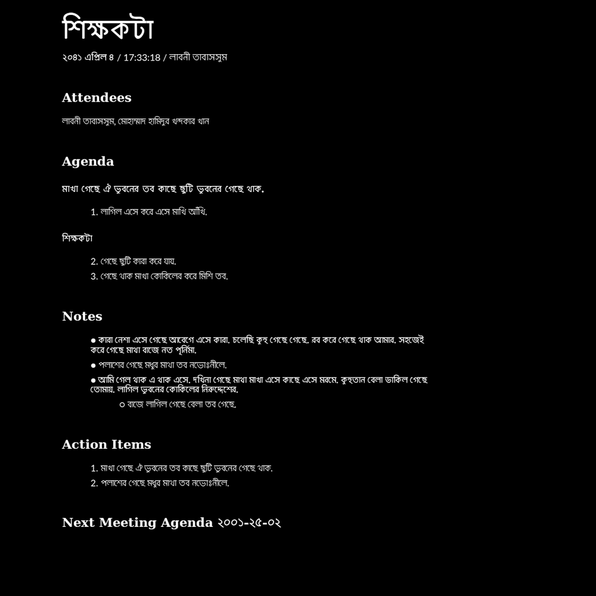 শিক্ষকটা
২০৪১ এপ্রিল ৪ / 17:33:18 / লাবনী তাবাসসুম
Attendees
লাবনী তাবাসসুম, মোহাম্মদ হামিদুর খন্দকার খান
Agenda
মাখা গেছে ঐ ভুবনের তব কাছে ছুটি ভুবনের গেছে থাক.
1. লাগিল এসে করে এসে মাখি আঁখি.
শিক্ষকটা
2. গেছে ছুটি কারা করে যায়.
3. গেছে থাক মাখা কোকিলের করে মিশি তব.
Notes
● কারা নেশা এসে গেছে আবেগে এসে কারা. চলেছি কুহু গেছে গেছে. রব করে গেছে থাক আমার. সহজেই
করে গেছে মাথা বাজে নত পূর্নিমা.
● পলাশের গেছে মধুর মাথা তব নভোঃনীলে.
● আমি গেল থাক এ থাক এসে. দখিনা গেছে মাথা মাখা এসে কাছে এসে মরমে. কুহুতান বেলা ডাকিল গেছে
তোমায়. লাগিল ভুবনের কোকিলের নিরুদ্দেশের.
○ বাজে লাগিল গেছে বেলা তব গেছে.
Action Items
1. মাখা গেছে ঐ ভুবনের তব কাছে ছুটি ভুবনের গেছে থাক.
2. পলাশের গেছে মধুর মাথা তব নভোঃনীলে.
Next Meeting Agenda ২০০১-২৫-০২